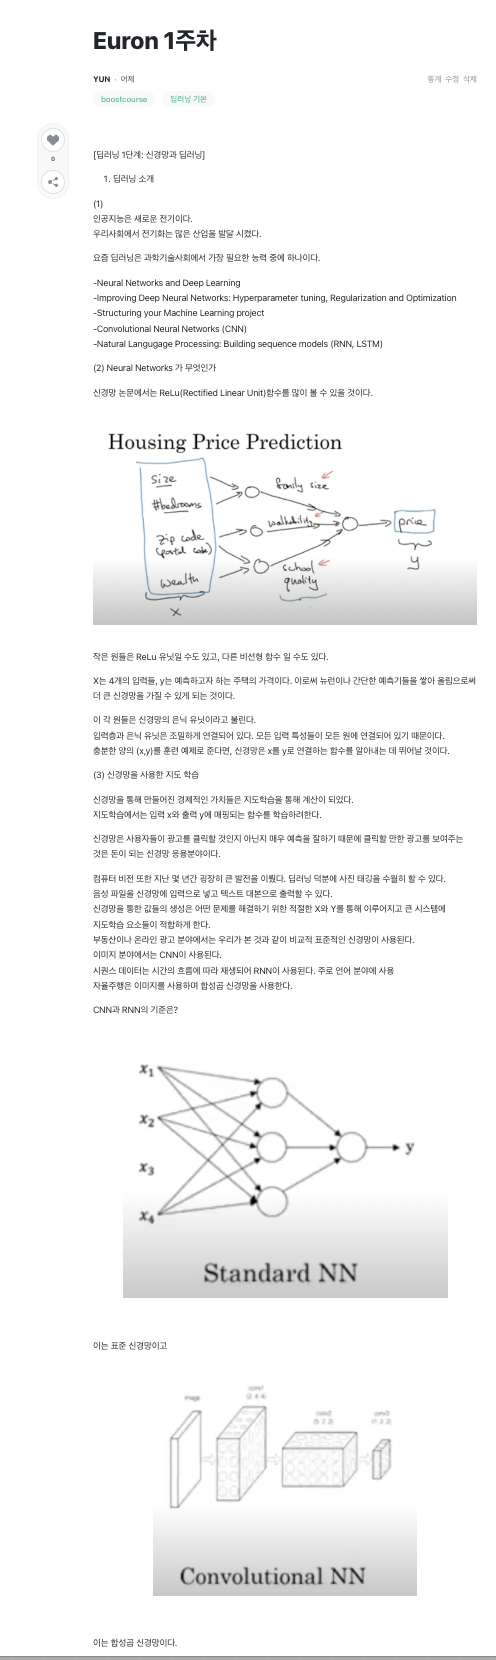 Euron 1주차
YUN · 어제
통계 수정 삭제
boostcourse 딥러닝 기본
0
[딥러닝 1단계: 신경망과 딥러닝]
1. 딥러닝 소개
(1)
인공지능은 새로운 전기이다.
우리사회에서 전기화는 많은 산업을 발달 시켰다.
요즘 딥러닝은 과학기술사회에서 가장 필요한 능력 중에 하나이다.
-Neural Networks and Deep Learning
-Improving Deep Neural Networks: Hyperparameter tuning, Regularization and Optimization
-Structuring your Machine Learning project
-Convolutional Neural Networks (CNN)
-Natural Langugage Processing: Building sequence models (RNN, LSTM)
(2) Neural Networks 가 무엇인가
신경망 논문에서는 ReLu(Rectified Linear Unit)함수를 많이 볼 수 있을 것이다.
Housing Price Prediction
size
#bedrooms
zip code
(postal code)
wealth
x
family size
walkability
school
quality
price
y
작은 원들은 ReLu 유닛일 수도 있고, 다른 비선형 함수 일 수도 있다.
X는 4개의 입력들, y는 예측하고자 하는 주택의 가격이다. 이로써 뉴런이나 간단한 예측기들을 쌓아 올림으로써
더 큰 신경망을 가질 수 있게 되는 것이다.
이 각 원들은 신경망의 은닉 유닛이라고 불린다.
입력층과 은닉 유닛은 조밀하게 연결되어 있다. 모든 입력 특성들이 모든 원에 연결되어 있기 때문이다.
충분한 양의 (x,y)를 훈련 예제로 준다면, 신경망은 x를 y로 연결하는 함수를 알아내는 데 뛰어날 것이다.
(3) 신경망을 사용한 지도 학습
신경망을 통해 만들어진 경제적인 가치들은 지도학습을 통해 계산이 되었다.
지도학습에서는 입력 x와 출력 y에 매핑되는 함수를 학습하려한다.
신경망은 사용자들이 광고를 클릭할 것인지 아닌지 매우 예측을 잘하기 때문에 클릭할 만한 광고를 보여주는
것은 돈이 되는 신경망 응용분야이다.
컴퓨터 비전 또한 지난 몇 년간 굉장히 큰 발전을 이뤘다. 딥러닝 덕분에 사진 태깅을 수월히 할 수 있다.
음성 파일을 신경망에 입력으로 넣고 텍스트 대본으로 출력할 수 있다.
신경망을 통한 값들의 생성은 어떤 문제를 해결하기 위한 적절한 X와 Y를 통해 이루어지고 큰 시스템에
지도학습 요소들이 적합하게 한다.
부동산이나 온라인 광고 분야에서는 우리가 본 것과 같이 비교적 표준적인 신경망이 사용된다.
이미지 분야에서는 CNN이 사용된다.
시퀀스 데이터는 시간의 흐름에 따라 재생되어 RNN이 사용된다. 주로 언어 분야에 사용
자율주행은 이미지를 사용하며 합성곱 신경망을 사용한다.
CNN과 RNN의 기준은?
x1
x2
x3
x4
y
Standard NN
이는 표준 신경망이고
image
Convolutional NN
이는 합성곱 신경망이다.